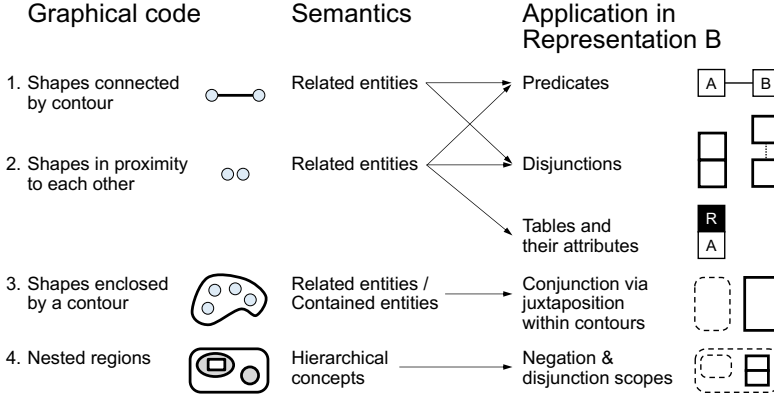 Graphical code
Semantics
Application in
Representation B
1. Shapes connected
by contour
Related entities
Predicates
A
B
2. Shapes in proximity
to each other
Related entities
Disjunctions
Tables and
their attributes
R
A
3. Shapes enclosed
by a contour
Related entities /
Contained entities
Conjunction via
juxtaposition
within contours
4. Nested regions
Hierarchical
concepts
Negation &
disjunction scopes